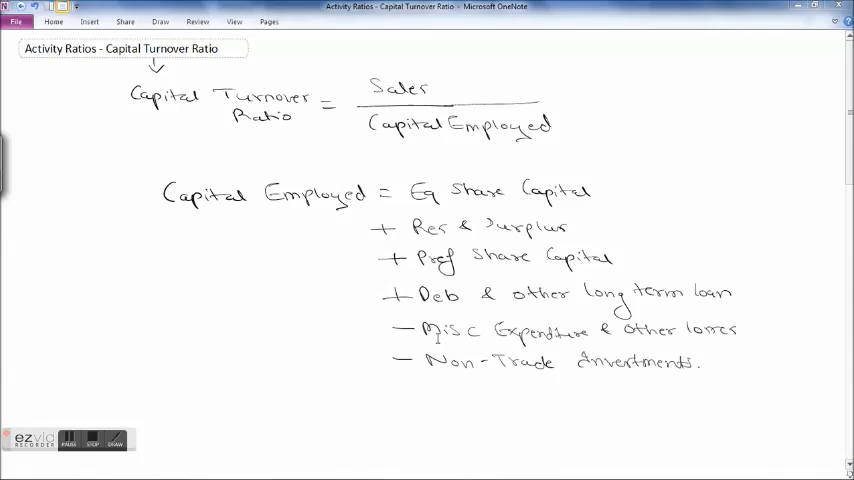 Activity Ratios - Capital Turnover Ratio - Microsoft OneNote
File Home Insert Share Draw Review View Pages
Activity Ratios - Capital Turnover Ratio
Capital Turnover Ratio = Sales
Capital Employed
Capital Employed = Eq Share Capital
+ Res & Surplus
+ Pref Share Capital
+ Deb & other long term loan
- Misc Expenditure & other losses
- Non-Trade Investments.
ezvid
RECORDER
PAUSE STOP DRAW